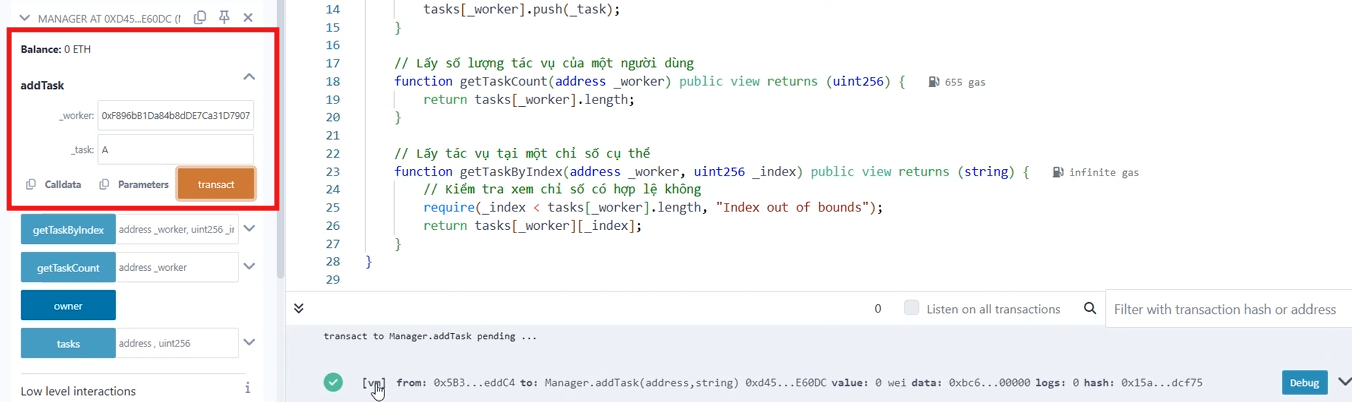 MANAGER AT 0XD45...E60DC (
Balance: 0 ETH
addTask
_worker: 0xF896bB1Da84b8dDE7Ca31D7907
_task: A
Calldata Parameters transact
getTaskByIndex address _worker, uint256 _ir
getTaskCount address _worker
owner
tasks address , uint256
Low level interactions i
14 tasks[_worker].push(_task);
15 }
16
17 // Lấy số lượng tác vụ của một người dùng
18 function getTaskCount(address _worker) public view returns (uint256) { 655 gas
19 return tasks[_worker].length;
20 }
21
22 // Lấy tác vụ tại một chỉ số cụ thể
23 function getTaskByIndex(address _worker, uint256 _index) public view returns (string) { infinite gas
24 // Kiểm tra xem chỉ số có hợp lệ không
25 require(_index < tasks[_worker].length, "Index out of bounds");
26 return tasks[_worker][_index];
27 }
28 }
29
0 Listen on all transactions Filter with transaction hash or address
transact to Manager.addTask pending ...
[vm] from: 0x5B3...eddC4 to: Manager.addTask(address,string) 0xd45...E60DC value: 0 wei data: 0xbc6...00000 logs: 0 hash: 0x15a...dcf75 Debug